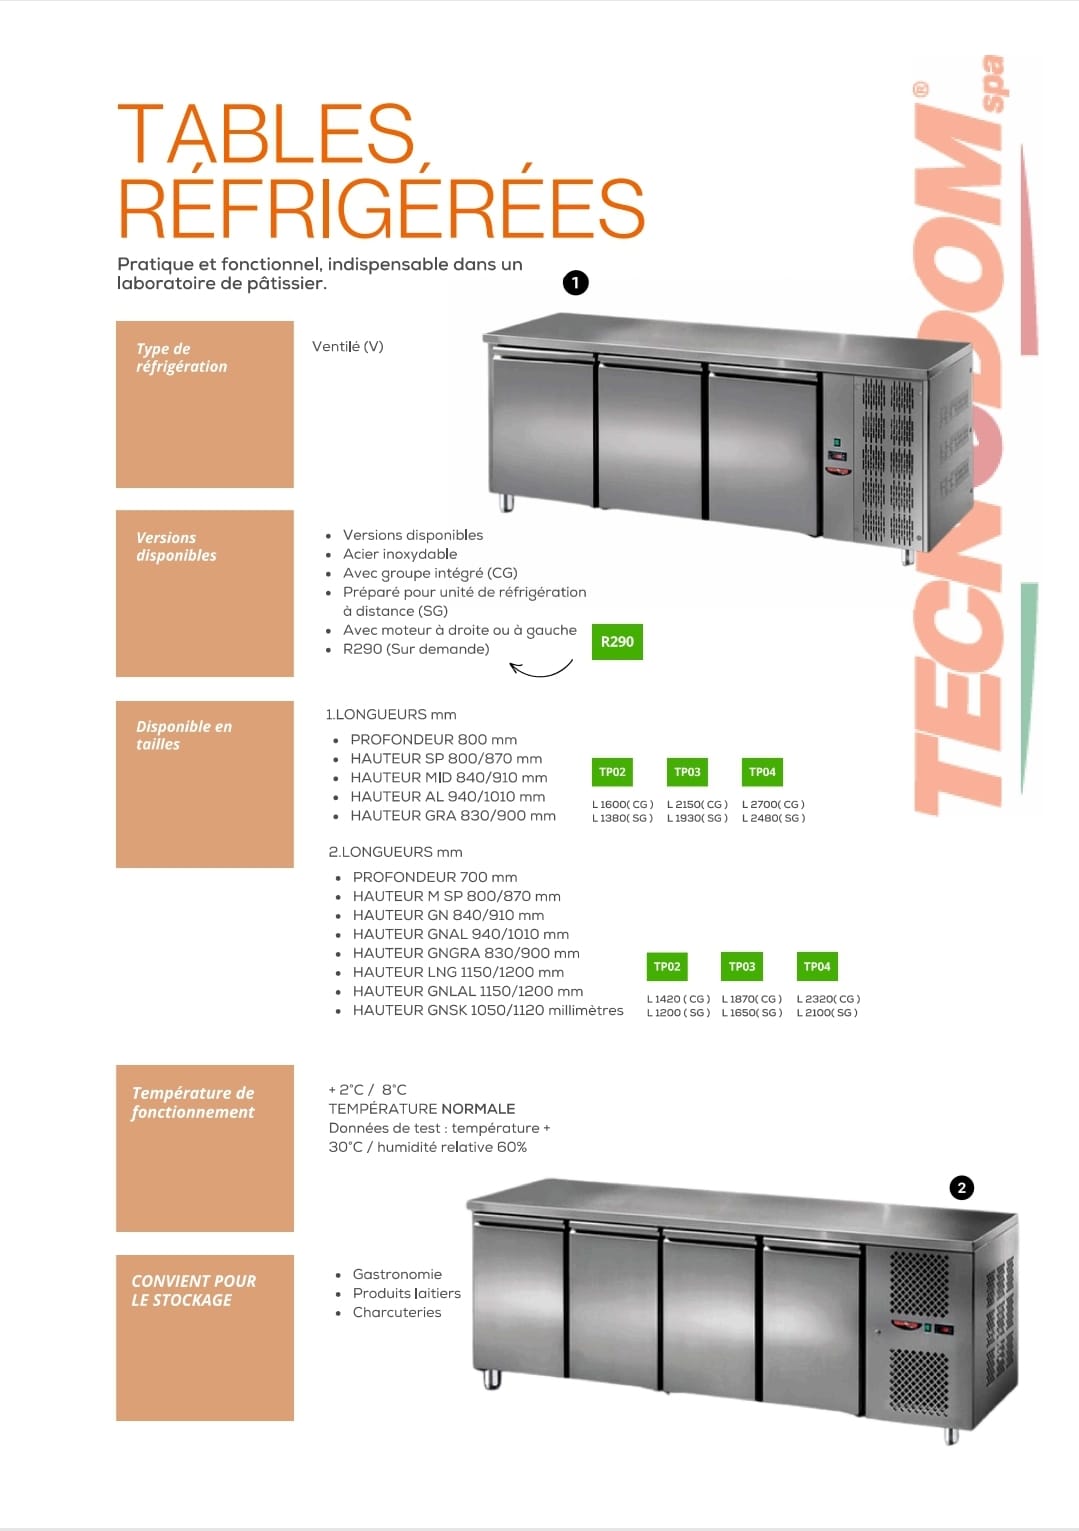 TABLES
RÉFRIGÉRÉES
Pratique et fonctionnel, indispensable dans un
laboratoire de pâtissier.
TECNODOM® spa
1
Type de
réfrigération
Ventilé (V)
Versions
disponibles
• Versions disponibles
• Acier inoxydable
• Avec groupe intégré (CG)
• Préparé pour unité de réfrigération
à distance (SG)
• Avec moteur à droite ou à gauche
• R290 (Sur demande)
R290
Disponible en
tailles
1.LONGUEURS mm
• PROFONDEUR 800 mm
• HAUTEUR SP 800/870 mm
• HAUTEUR MID 840/910 mm
• HAUTEUR AL 940/1010 mm
• HAUTEUR GRA 830/900 mm
TP02 TP03 TP04
L 1600( CG ) L 2150( CG ) L 2700( CG )
L 1380( SG ) L 1930( SG ) L 2480( SG )
2.LONGUEURS mm
• PROFONDEUR 700 mm
• HAUTEUR M SP 800/870 mm
• HAUTEUR GN 840/910 mm
• HAUTEUR GNAL 940/1010 mm
• HAUTEUR GNGRA 830/900 mm
• HAUTEUR LNG 1150/1200 mm
• HAUTEUR GNLAL 1150/1200 mm
• HAUTEUR GNSK 1050/1120 millimètres
TP02 TP03 TP04
L 1420 ( CG ) L 1870( CG ) L 2320( CG )
L 1200 ( SG ) L 1650( SG ) L 2100( SG )
Température de
fonctionnement
+ 2°C / 8°C
TEMPÉRATURE NORMALE
Données de test : température +
30°C / humidité relative 60%
2
CONVIENT POUR
LE STOCKAGE
• Gastronomie
• Produits laitiers
• Charcuteries